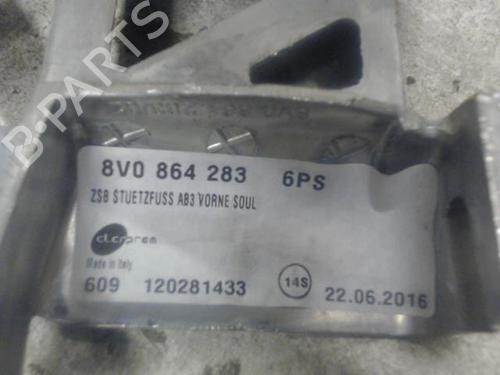 8V0 864 283 6PS
ZSB STUETZFUSS AB3 VORNE SOUL
clerprem
Made in Italy
609 120281433 14S 22.06.2016
B-PARTS